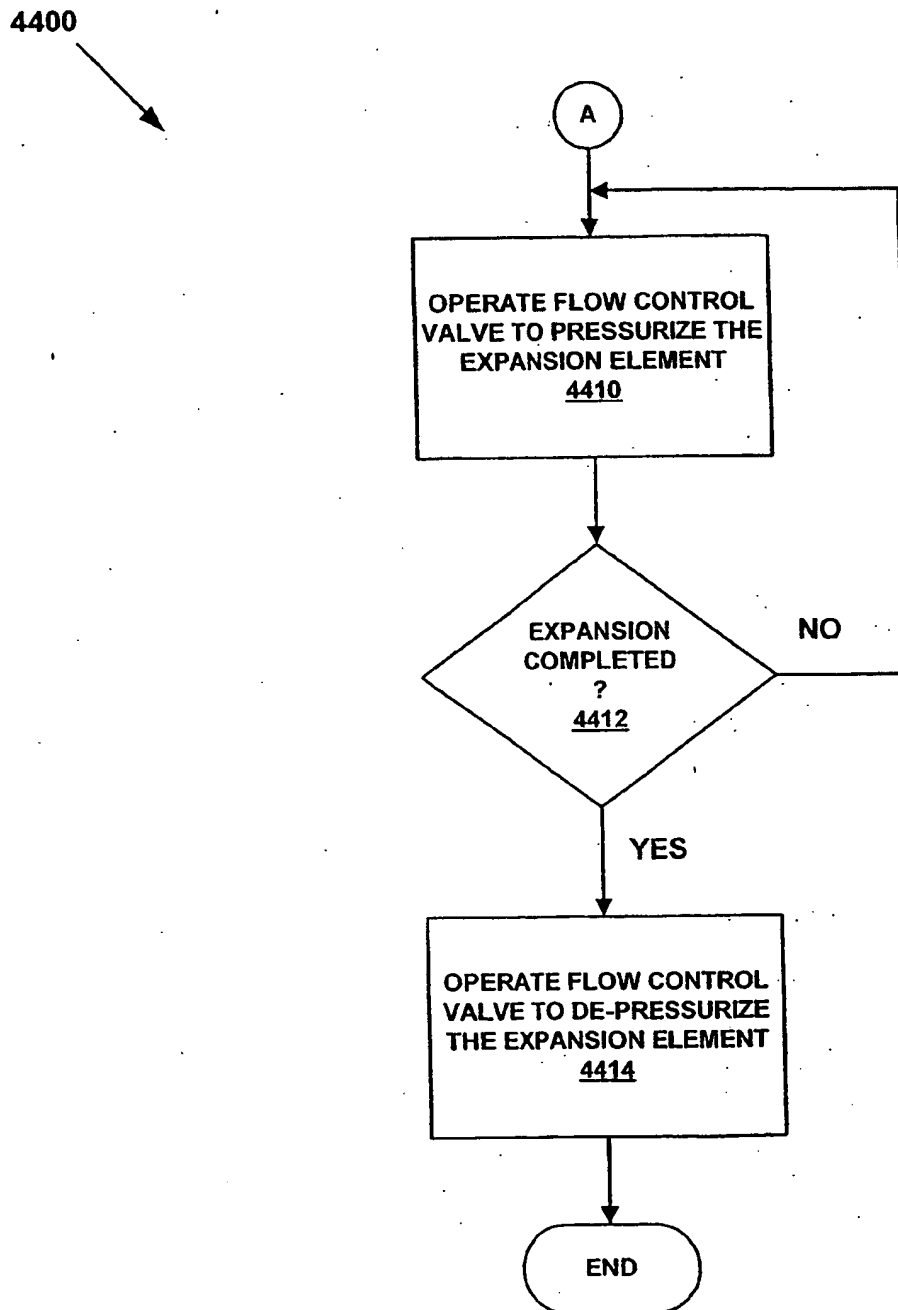 4400
A
OPERATE FLOW CONTROL
VALVE TO PRESSURIZE THE
EXPANSION ELEMENT
4410
EXPANSION
COMPLETED
?
4412
NO
YES
OPERATE FLOW CONTROL
VALVE TO DE-PRESSURIZE
THE EXPANSION ELEMENT
4414
END